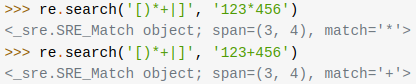 >>> re.search('[)*+|]', '123*456')
<_sre.SRE_Match object; span=(3, 4), match='*'>
>>> re.search('[)*+|]', '123+456')
<_sre.SRE_Match object; span=(3, 4), match='+'>